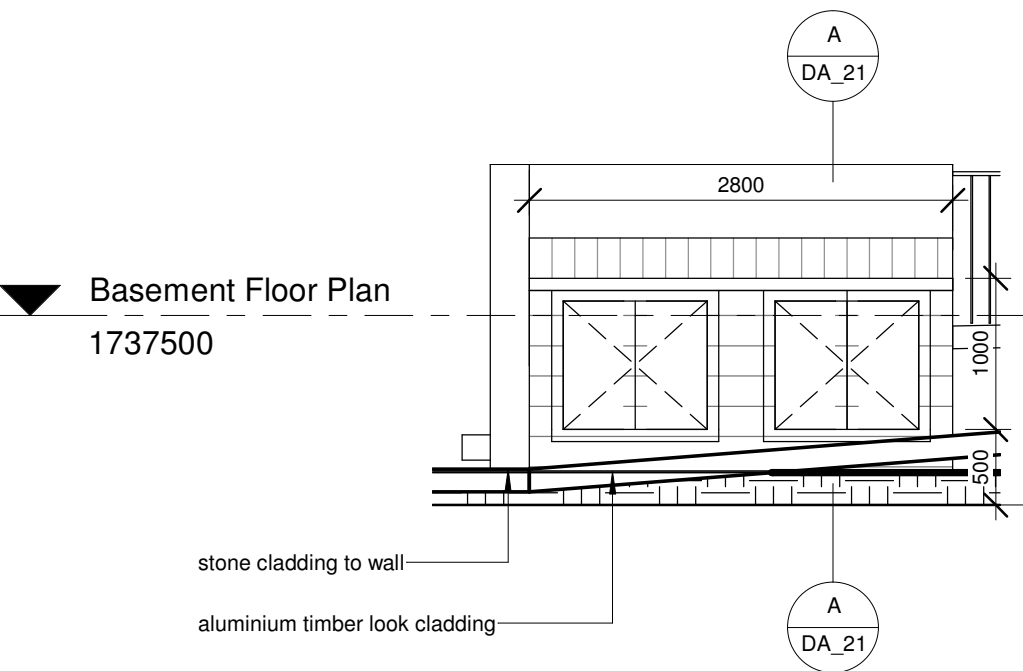 A
DA_21
2800
Basement Floor Plan
1737500
1000
500
stone cladding to wall
aluminium timber look cladding
A
DA_21